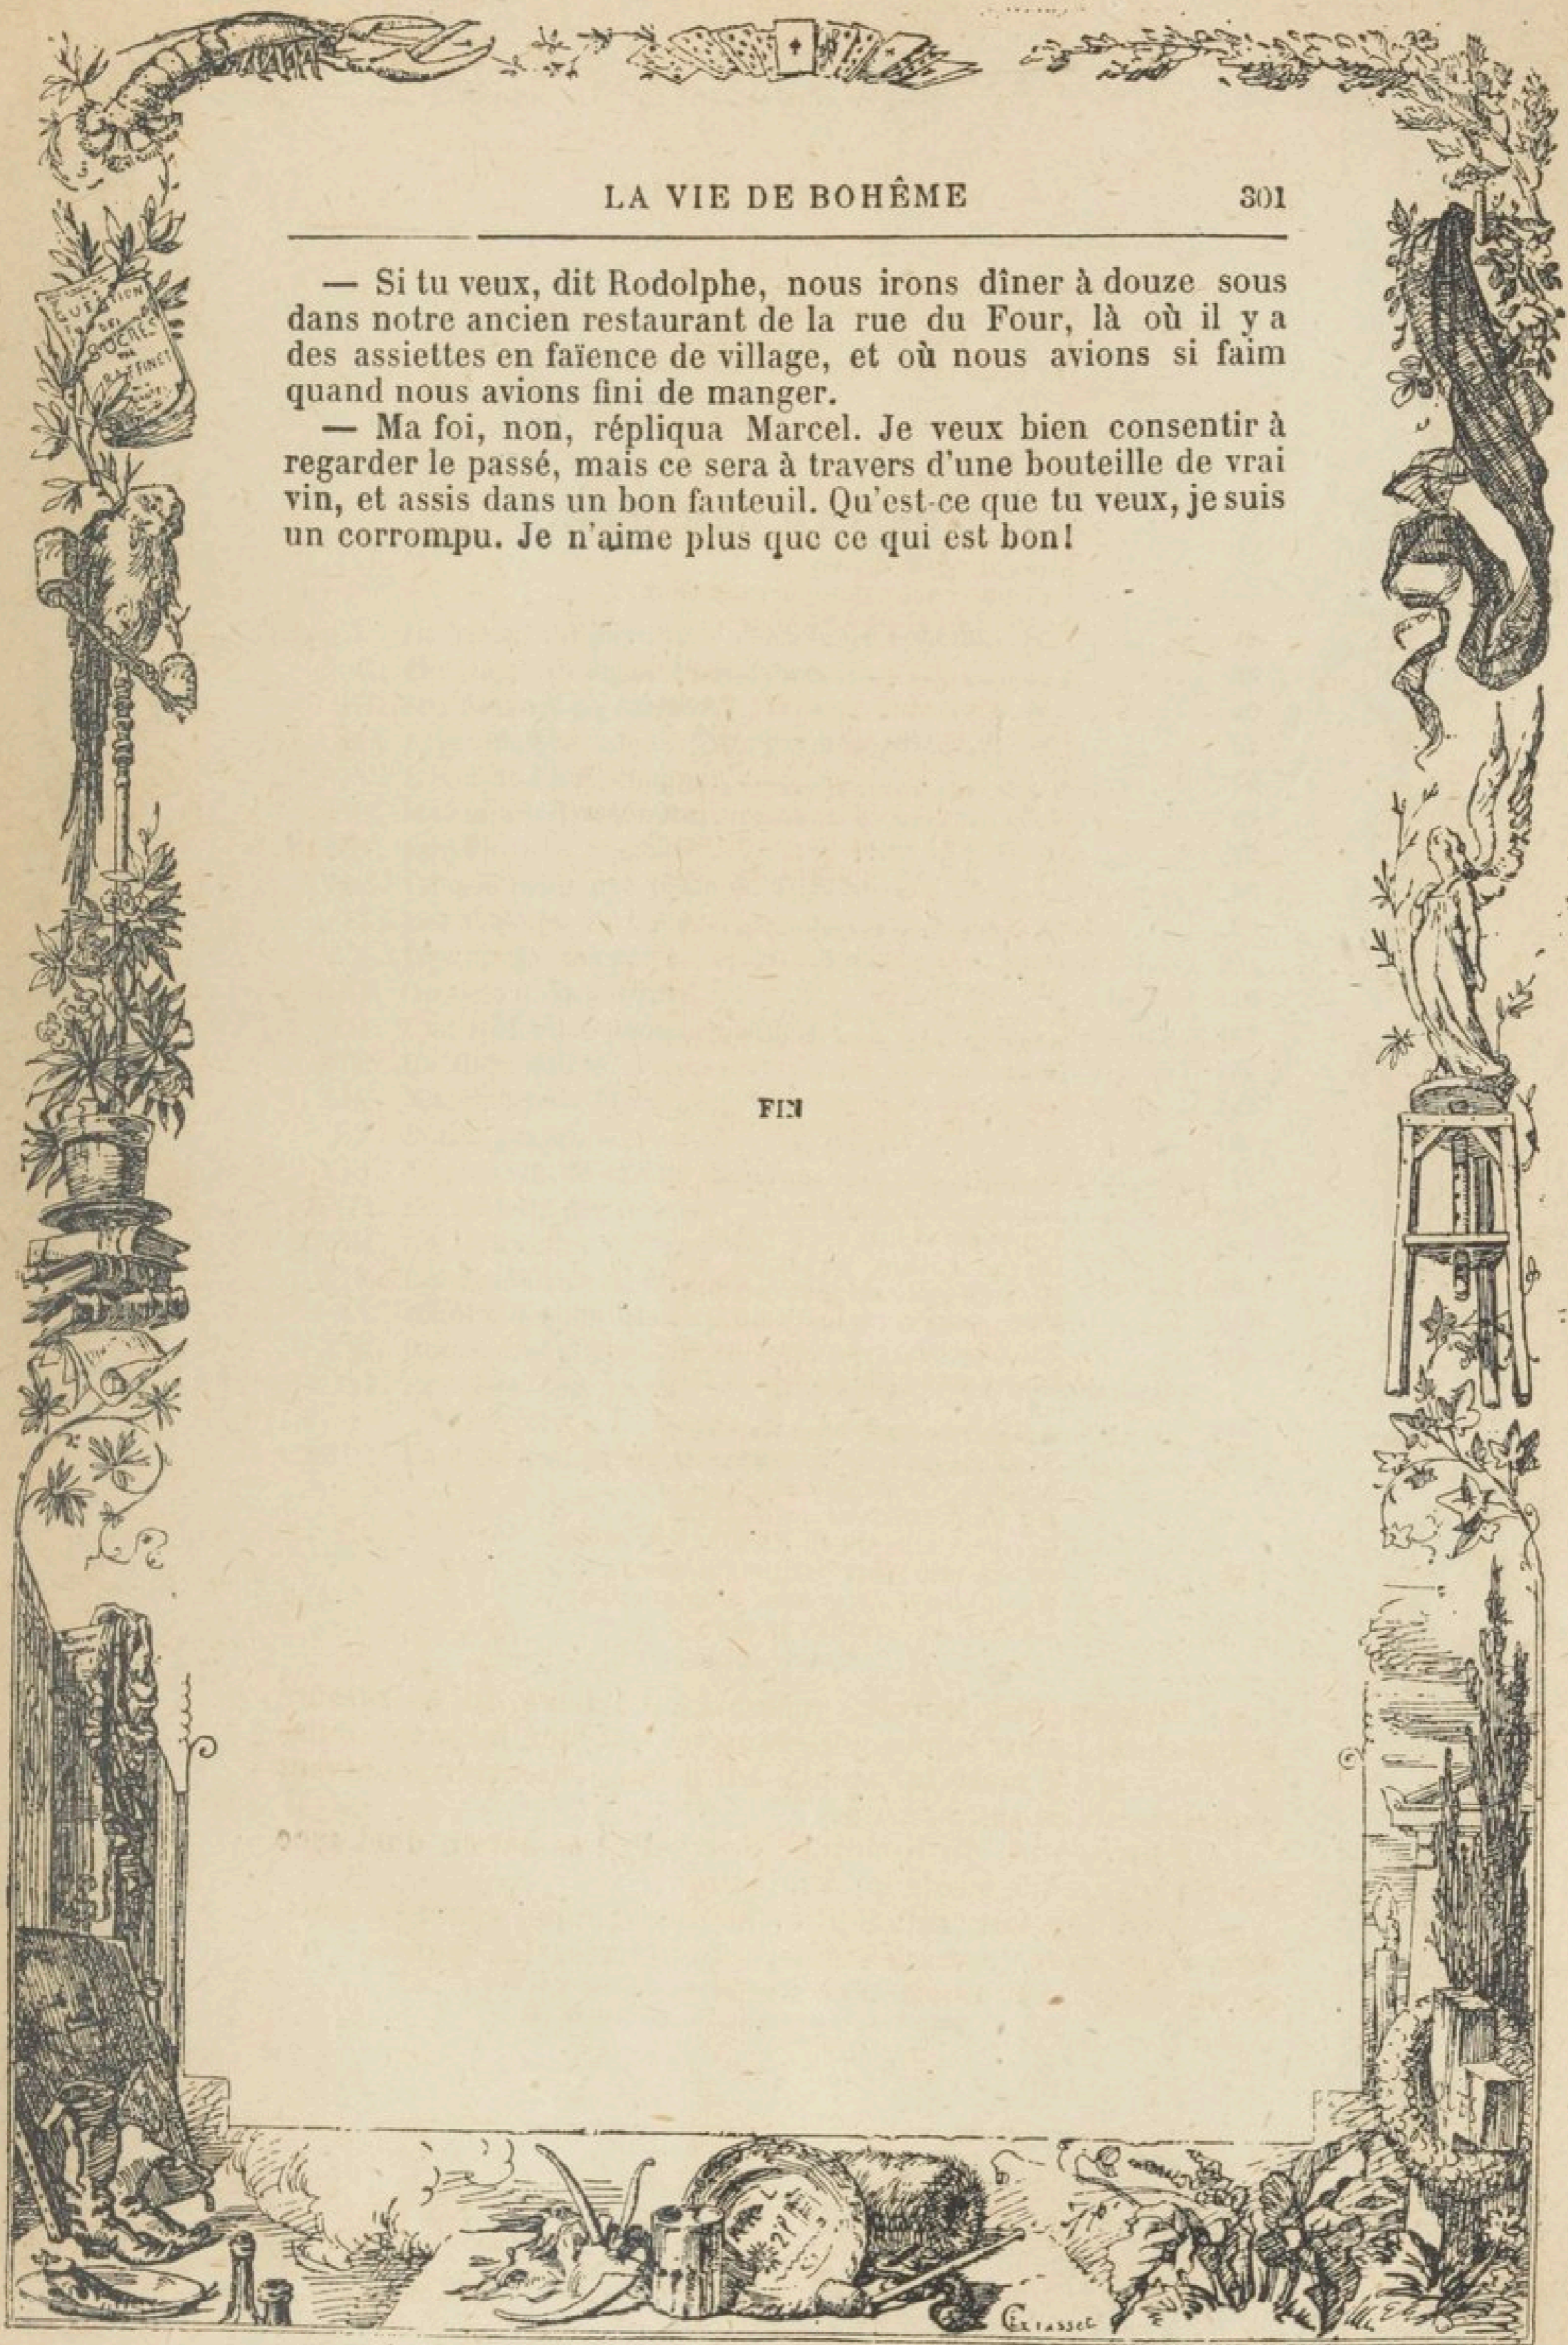 LA VIE DE BOHÊME 301
— Si tu veux, dit Rodolphe, nous irons dîner à douze sous
dans notre ancien restaurant de la rue du Four, là où il y a
des assiettes en faïence de village, et où nous avions si faim
quand nous avions fini de manger.
— Ma foi, non, répliqua Marcel. Je veux bien consentir à
regarder le passé, mais ce sera à travers d'une bouteille de vrai
vin, et assis dans un bon fauteuil. Qu'est-ce que tu veux, je suis
un corrompu. Je n'aime plus que ce qui est bon!
QUESTION
DES
SUCRES
RAFFINÉS
FIN